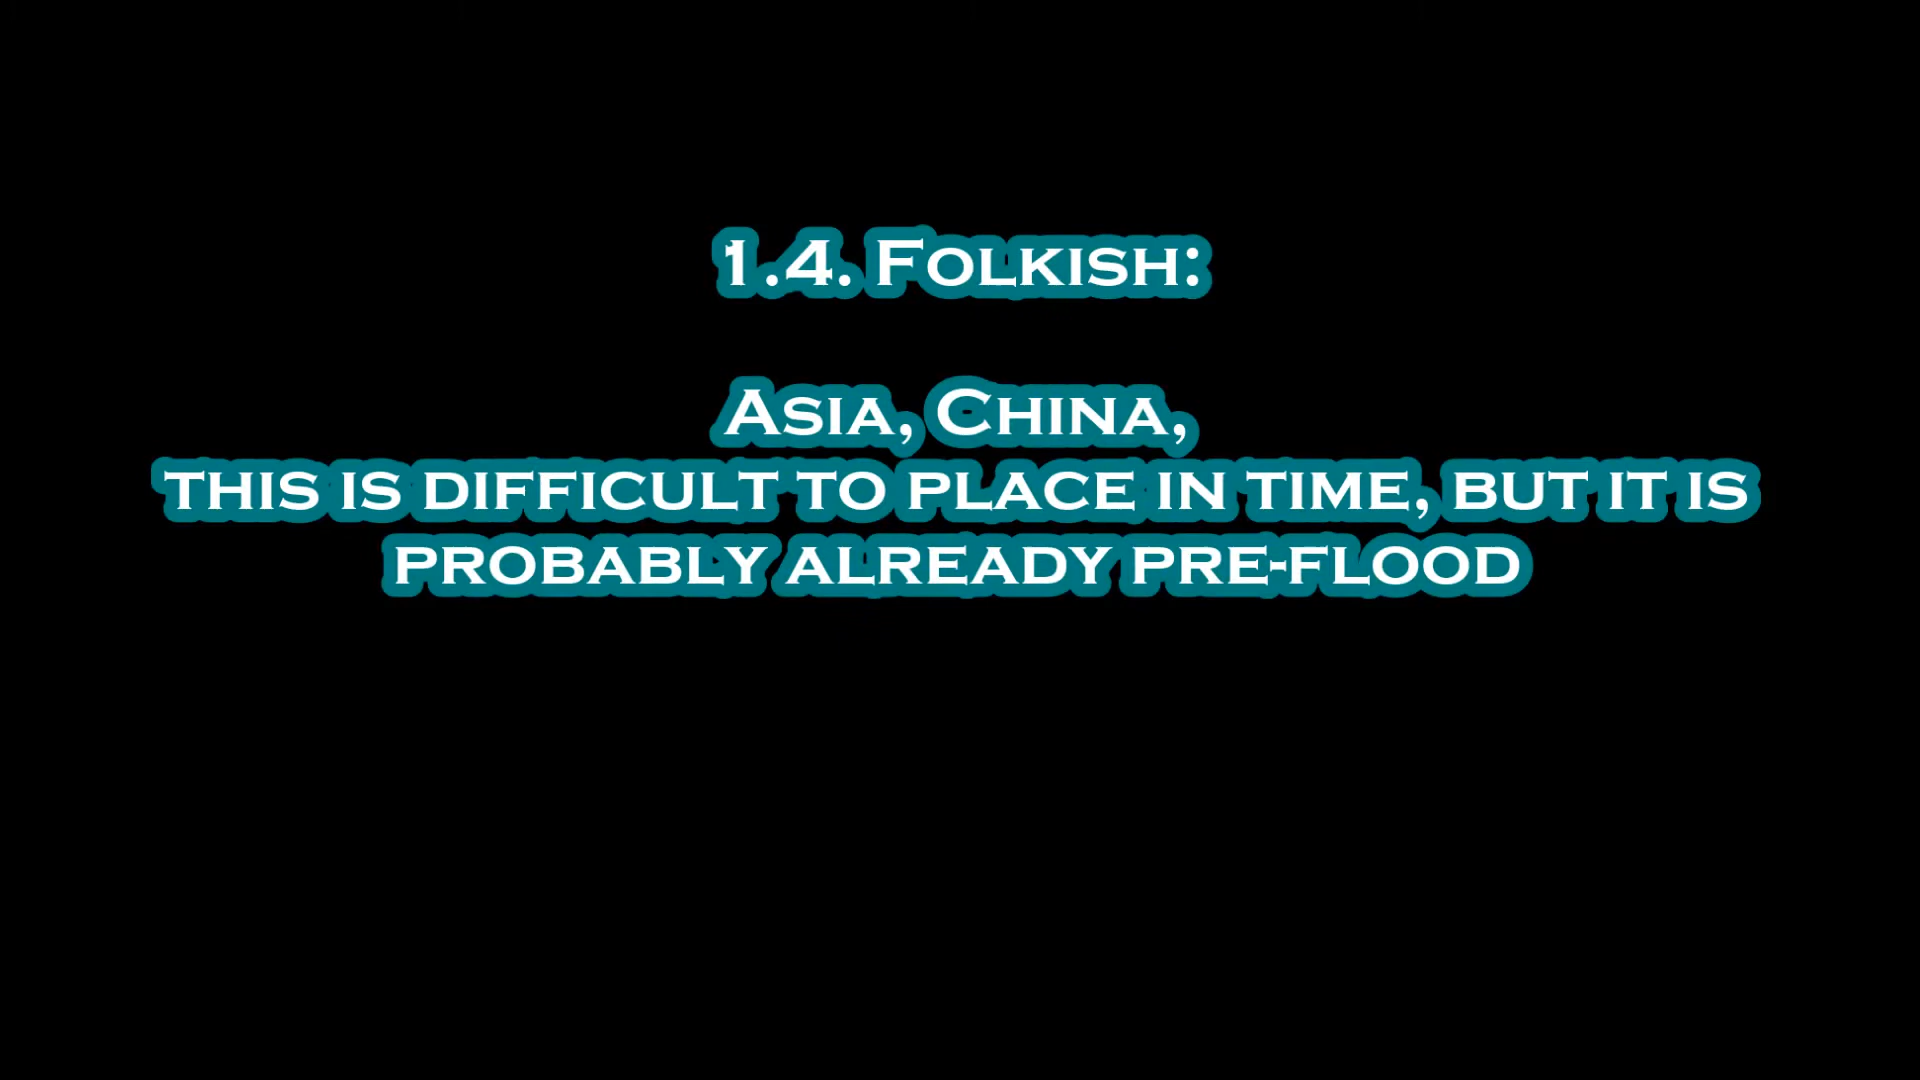 1.4. Folkish:
Asia, China,
this is difficult to place in time, but it is
probably already pre-flood